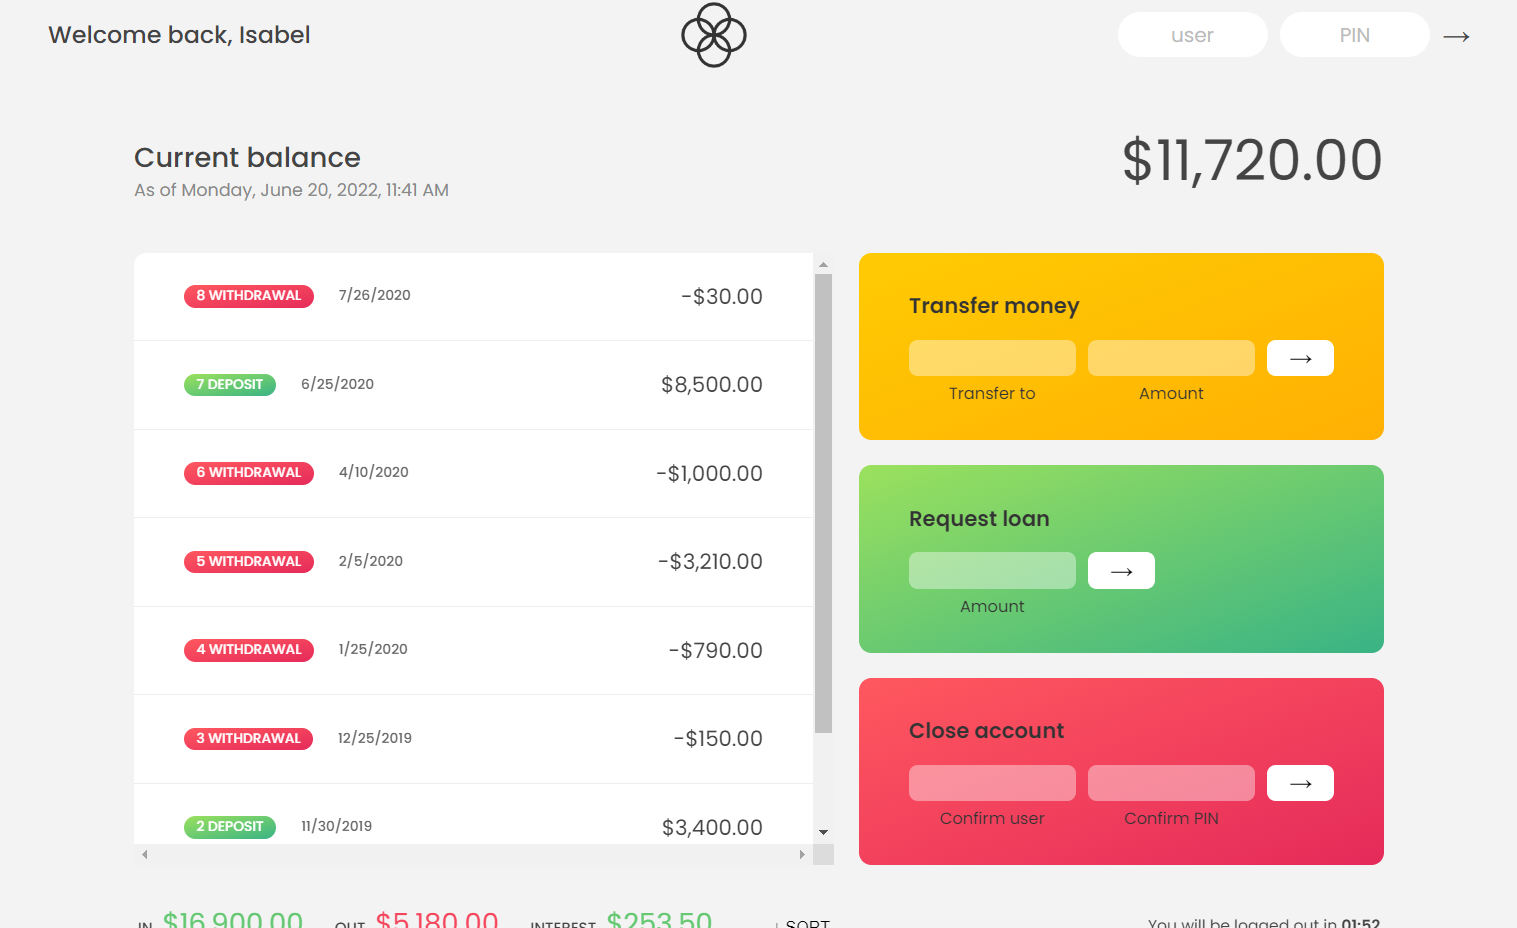 Welcome back, Isabel
user
PIN
→
Current balance
As of Monday, June 20, 2022, 11:41 AM
$11,720.00
8 WITHDRAWAL 7/26/2020 -$30.00
7 DEPOSIT 6/25/2020 $8,500.00
6 WITHDRAWAL 4/10/2020 -$1,000.00
5 WITHDRAWAL 2/5/2020 -$3,210.00
4 WITHDRAWAL 1/25/2020 -$790.00
3 WITHDRAWAL 12/25/2019 -$150.00
2 DEPOSIT 11/30/2019 $3,400.00
Transfer money
→
Transfer to Amount
Request loan
→
Amount
Close account
→
Confirm user Confirm PIN
IN $16,900.00 OUT $5,180.00 INTEREST $253.50 ↓ SORT
You will be logged out in 01:52